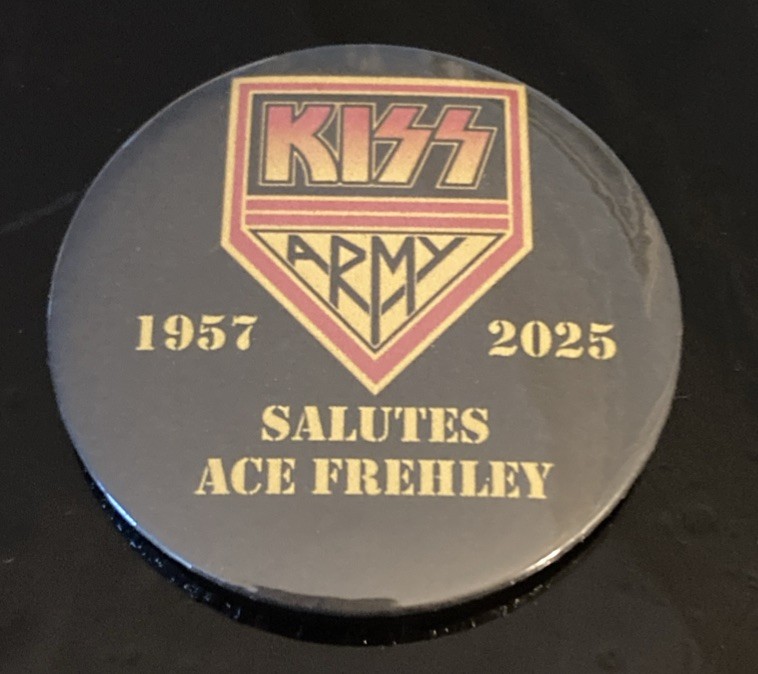 KISS
ARMY
1957 2025
SALUTES
ACE FREHLEY